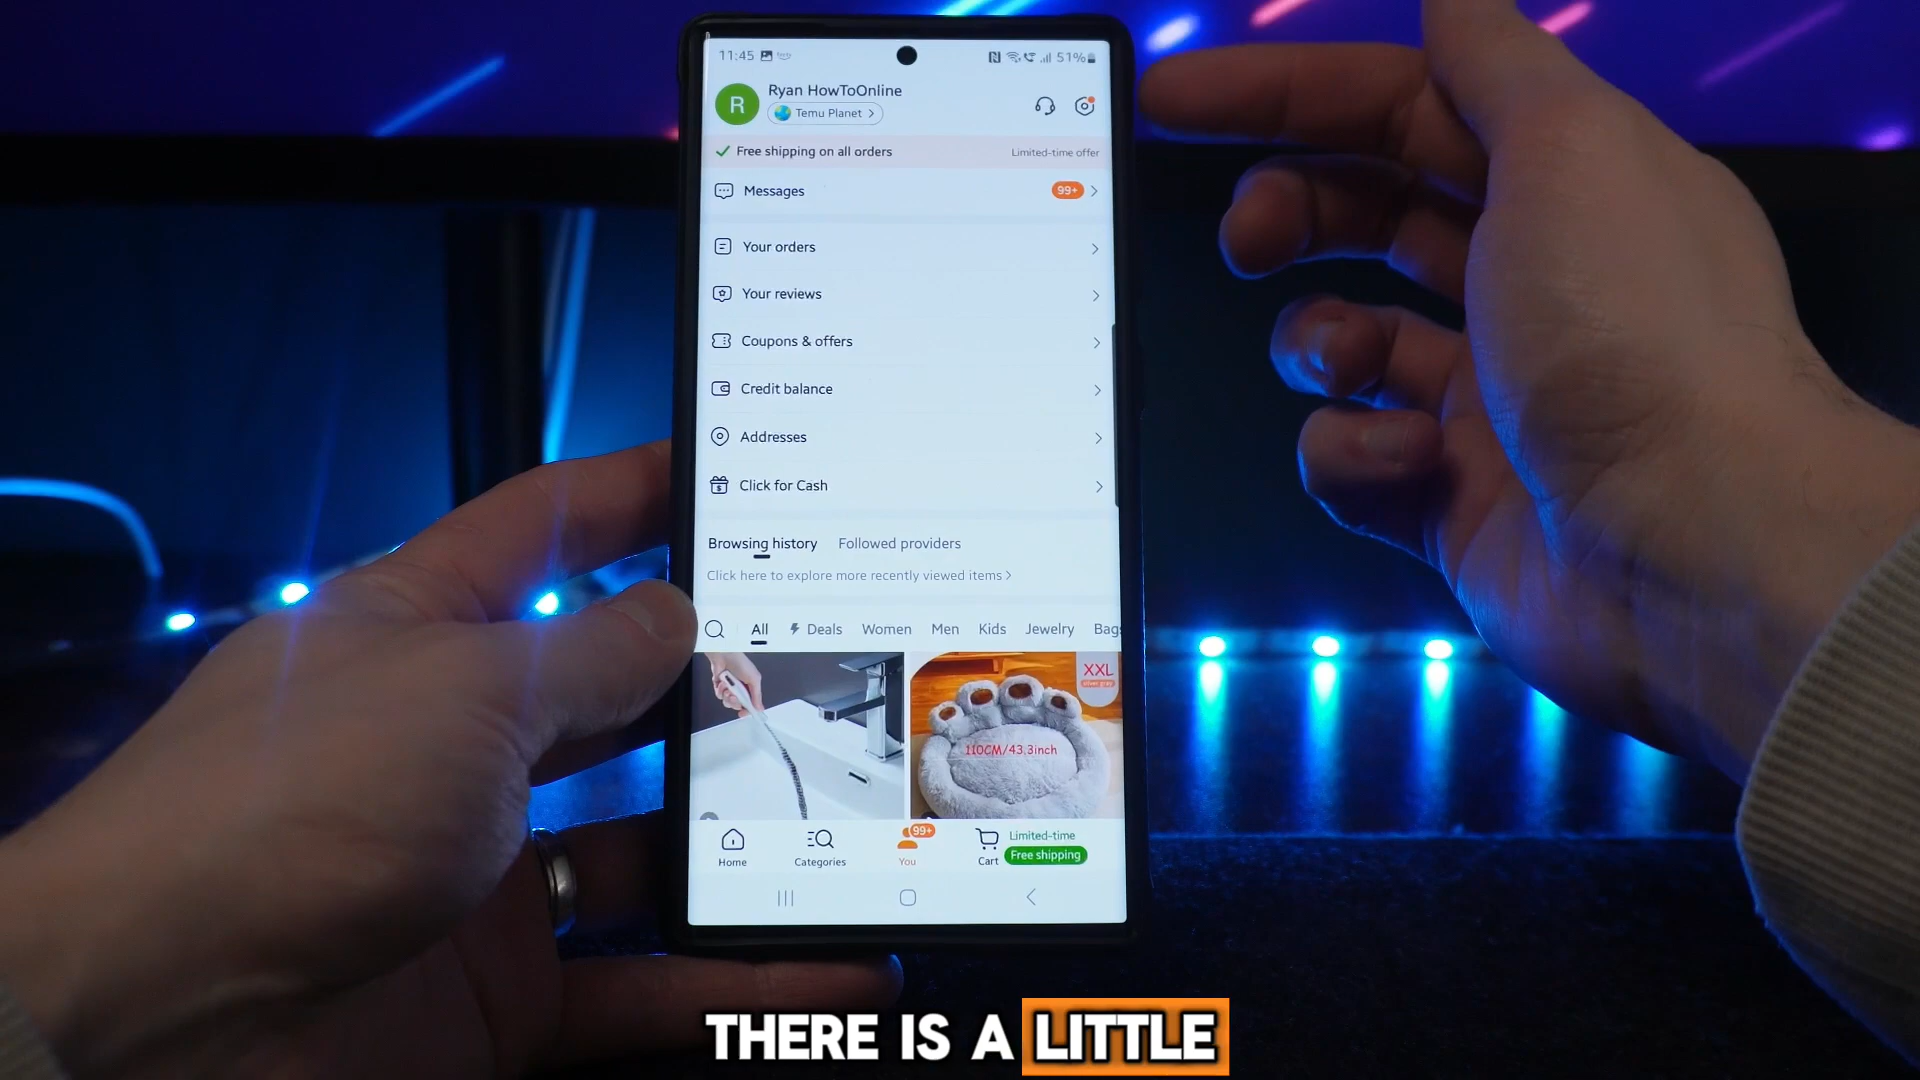 11:45 51%
R Ryan HowToOnline
Temu Planet >
Free shipping on all orders Limited-time offer
Messages 99+
Your orders
Your reviews
Coupons & offers
Credit balance
Addresses
Click for Cash
Browsing history Followed providers
Click here to explore more recently viewed items >
All Deals Women Men Kids Jewelry Bags
XXL
110CM/43.3inch
99+ Limited-time
Home Categories You Cart Free shipping
THERE IS A LITTLE